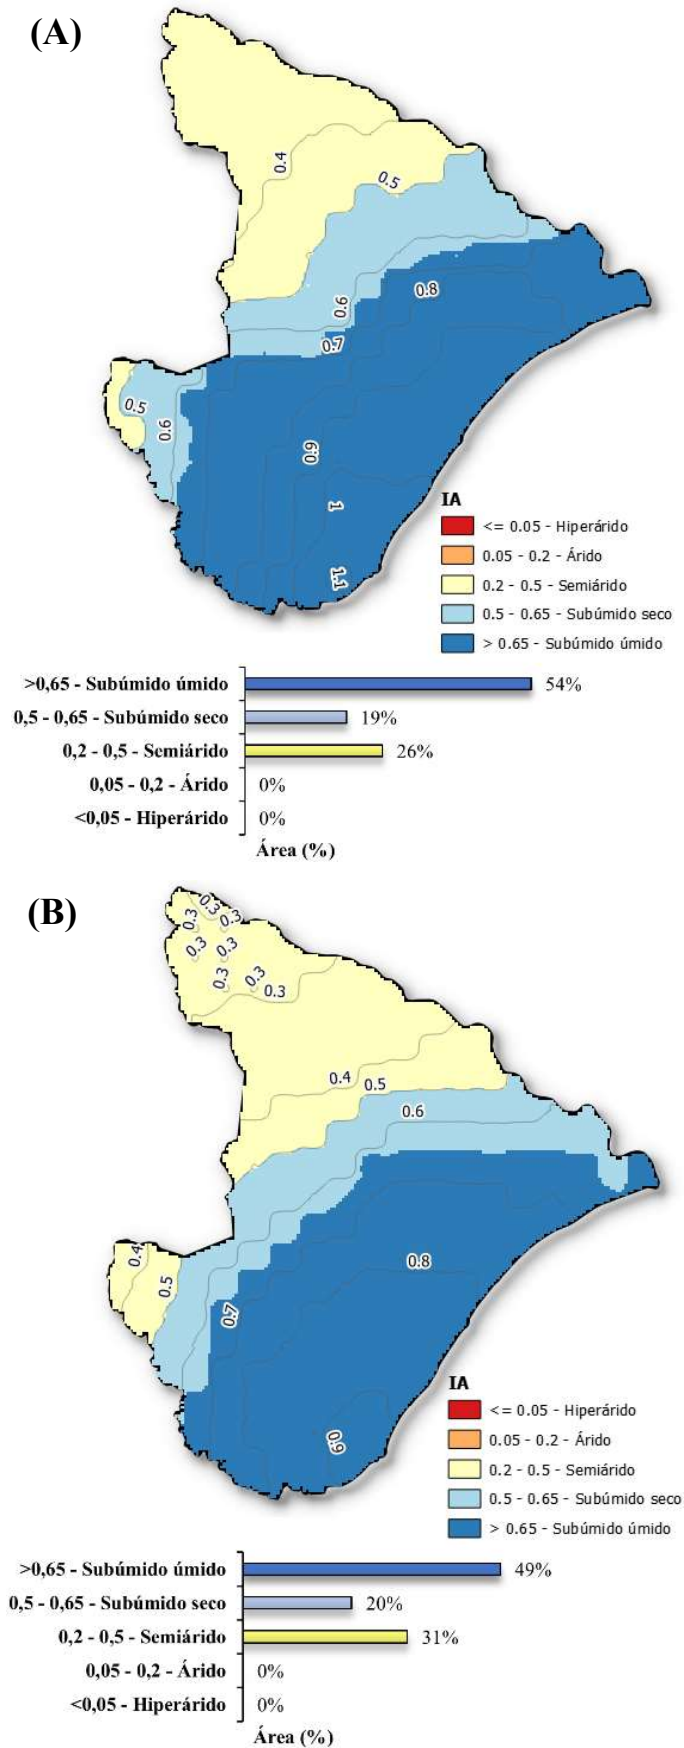 (A)
0.4
0.5
0.6
0.8
0.7
0.5
0.6
0.9
1
1.1
IA
<= 0.05 - Hiperárido
0.05 - 0.2 - Árido
0.2 - 0.5 - Semiárido
0.5 - 0.65 - Subúmido seco
> 0.65 - Subúmido úmido
>0,65 - Subúmido úmido 54%
0,5 - 0,65 - Subúmido seco 19%
0,2 - 0,5 - Semiárido 26%
0,05 - 0,2 - Árido 0%
<0,05 - Hiperárido 0%
Área (%)
(B)
0.3
0.3 0.3
0.3 0.3
0.3 0.3 0.3
0.4 0.5
0.6
0.4
0.5
0.8
0.7
0.9
IA
<= 0.05 - Hiperárido
0.05 - 0.2 - Árido
0.2 - 0.5 - Semiárido
0.5 - 0.65 - Subúmido seco
> 0.65 - Subúmido úmido
>0,65 - Subúmido úmido 49%
0,5 - 0,65 - Subúmido seco 20%
0,2 - 0,5 - Semiárido 31%
0,05 - 0,2 - Árido 0%
<0,05 - Hiperárido 0%
Área (%)